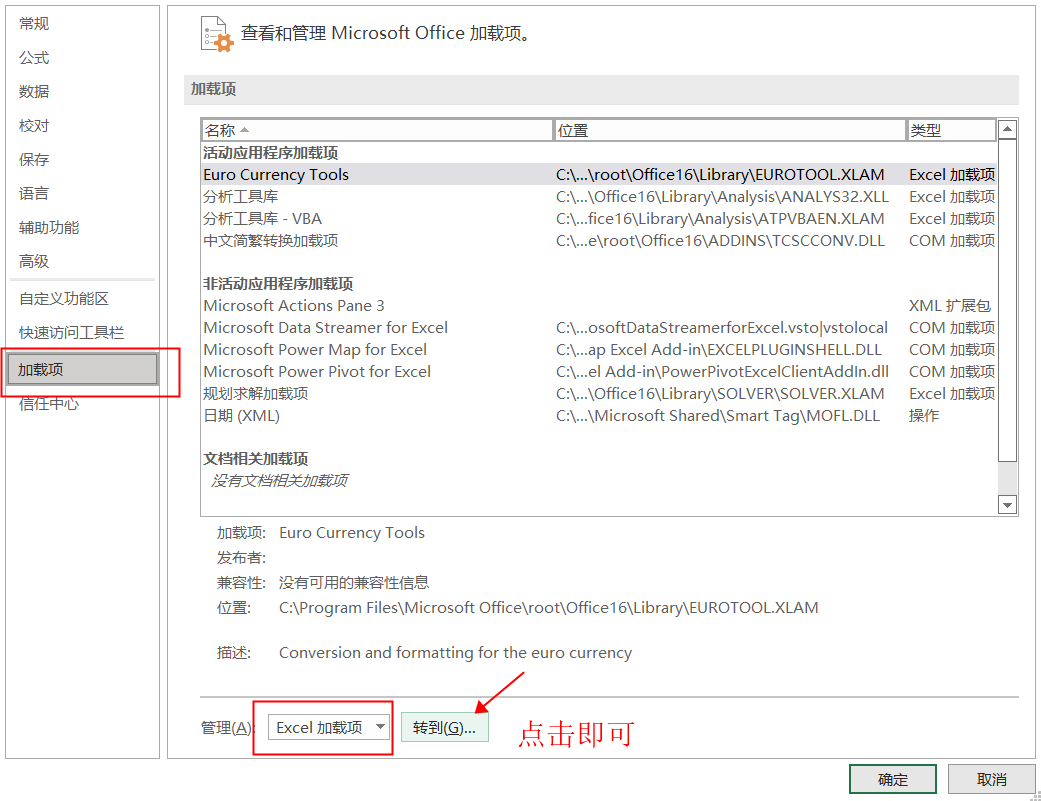 常规
公式
数据
校对
保存
语言
辅助功能
高级
自定义功能区
快速访问工具栏
加载项
信任中心
查看和管理 Microsoft Office 加载项。
加载项
名称 位置 类型
活动应用程序加载项
Euro Currency Tools C:\...\root\Office16\Library\EUROTOOL.XLAM Excel 加载项
分析工具库 C:\...\Office16\Library\Analysis\ANALYS32.XLL Excel 加载项
分析工具库 - VBA C:\...fice16\Library\Analysis\ATPVBAEN.XLAM Excel 加载项
中文简繁转换加载项 C:\...e\root\Office16\ADDINS\TCSCCONV.DLL COM 加载项
非活动应用程序加载项
Microsoft Actions Pane 3 XML 扩展包
Microsoft Data Streamer for Excel C:\...osoftDataStreamerforExcel.vsto|vstolocal COM 加载项
Microsoft Power Map for Excel C:\...ap Excel Add-in\EXCELPLUGINSHELL.DLL COM 加载项
Microsoft Power Pivot for Excel C:\...el Add-in\PowerPivotExcelClientAddIn.dll COM 加载项
规划求解加载项 C:\...\Office16\Library\SOLVER\SOLVER.XLAM Excel 加载项
日期 (XML) C:\...\Microsoft Shared\Smart Tag\MOFL.DLL 操作
文档相关加载项
没有文档相关加载项
加载项: Euro Currency Tools
发布者:
兼容性: 没有可用的兼容性信息
位置: C:\Program Files\Microsoft Office\root\Office16\Library\EUROTOOL.XLAM
描述: Conversion and formatting for the euro currency
管理(A): Excel 加载项 转到(G)... 点击即可
确定 取消